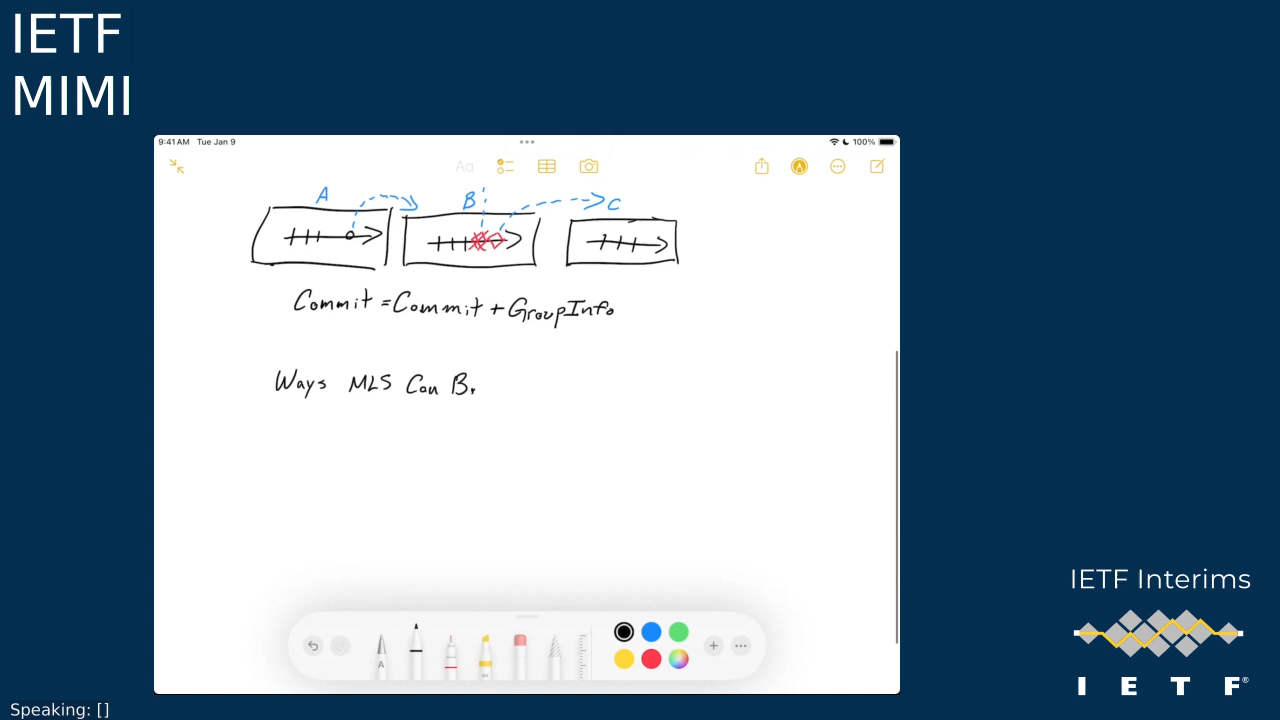 IETF
MIMI
9:41 AM Tue Jan 9
100%
Aa
A B C
Commit = Commit + GroupInfo
Ways MLS Can Br
A
IETF Interims
I E T F®
Speaking: []